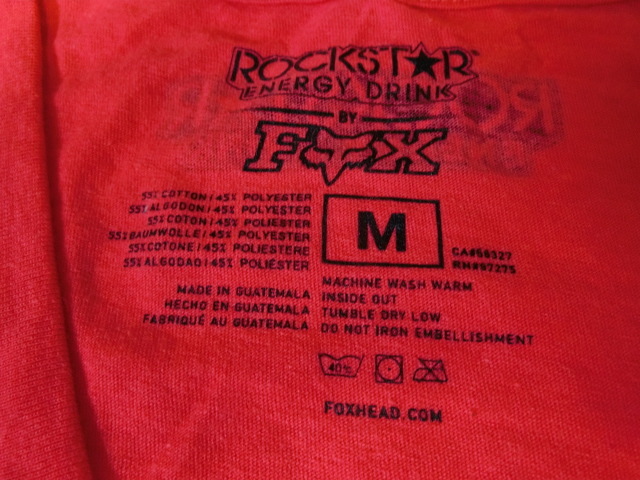 ROCKSTAR
ENERGY DRINK
BY
FOX
55% COTTON / 45% POLYESTER
55% ALGODON / 45% POLYESTER
55% COTON / 45% POLIESTER
55% BAUMWOLLE / 45% POLYESTER
55% COTONE / 45% POLIESTERE
55% ALGODAO / 45% POLIÉSTER
M
CA#56327
RN#97275
MADE IN GUATEMALA
HECHO EN GUATEMALA
FABRIQUÉ AU GUATEMALA
MACHINE WASH WARM
INSIDE OUT
TUMBLE DRY LOW
DO NOT IRON EMBELLISHMENT
40°C
FOXHEAD.COM